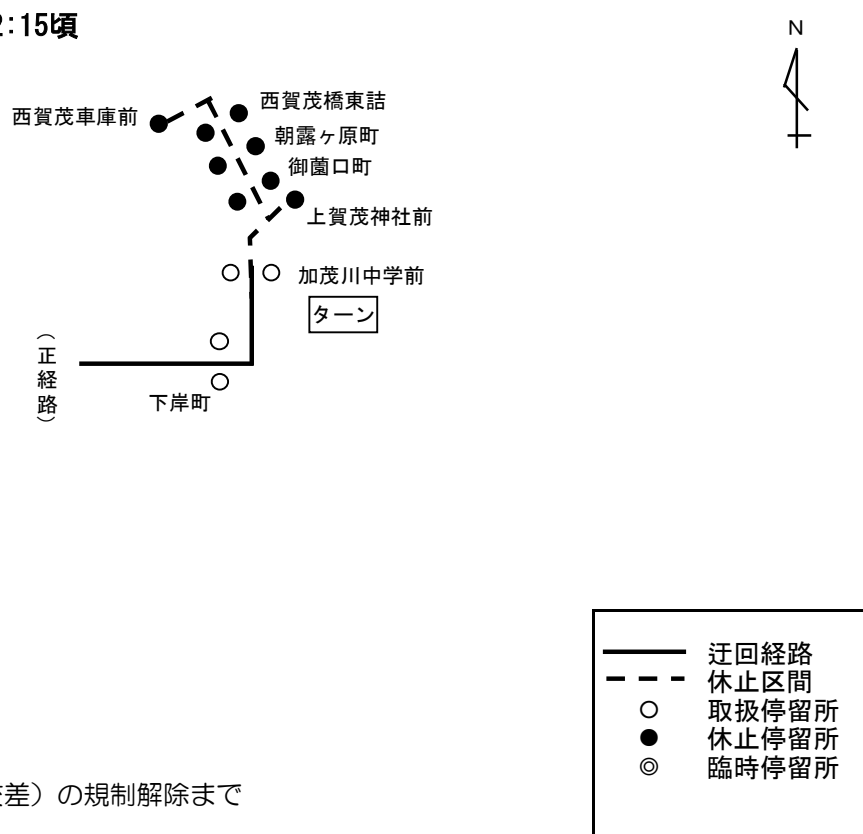 2:15頃
N
西賀茂橋東詰
西賀茂車庫前
朝露ヶ原町
御薗口町
上賀茂神社前
加茂川中学前
ターン
(正経路)
下岸町
迂回経路
休止区間
取扱停留所
休止停留所
臨時停留所
差）の規制解除まで